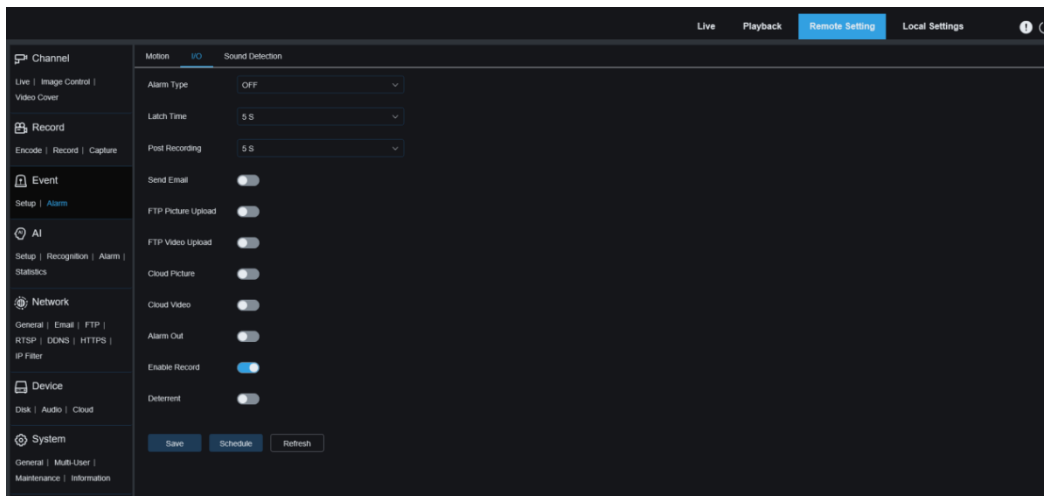 Live Playback Remote Setting Local Settings
Channel
Live | Image Control |
Video Cover
Record
Encode | Record | Capture
Event
Setup | Alarm
AI
Setup | Recognition | Alarm |
Statistics
Network
General | Email | FTP |
RTSP | DDNS | HTTPS |
IP Filter
Device
Disk | Audio | Cloud
System
General | Multi-User |
Maintenance | Information
Motion I/O Sound Detection
Alarm Type OFF
Latch Time 5 S
Post Recording 5 S
Send Email
FTP Picture Upload
FTP Video Upload
Cloud Picture
Cloud Video
Alarm Out
Enable Record
Deterrent
Save Schedule Refresh